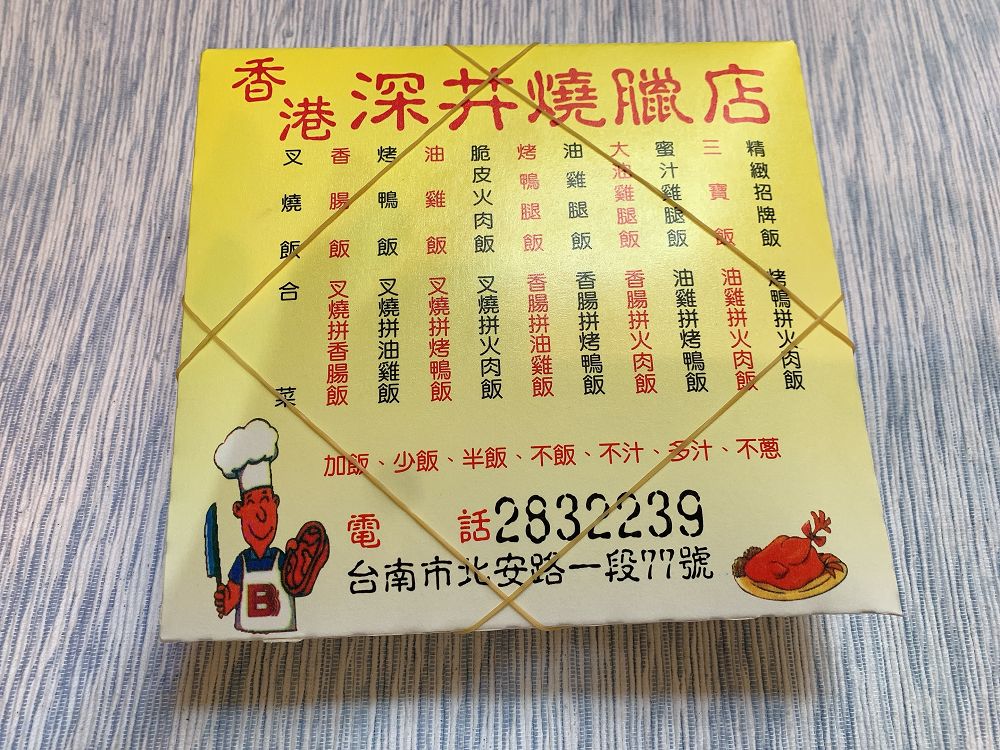 香港深井燒臘店
叉燒飯
香腸飯
烤鴨飯
油雞飯
脆皮火肉飯
烤鴨腿飯
油雞腿飯
大油雞腿飯
蜜汁雞腿飯
三寶飯
精緻招牌飯
合菜
叉燒拼香腸飯
叉燒拼油雞飯
叉燒拼烤鴨飯
叉燒拼火肉飯
香腸拼油雞飯
香腸拼烤鴨飯
香腸拼火肉飯
油雞拼烤鴨飯
油雞拼火肉飯
烤鴨拼火肉飯
加飯、少飯、半飯、不飯、不汁、多汁、不蔥
電話2832239
台南市北安路一段77號
B